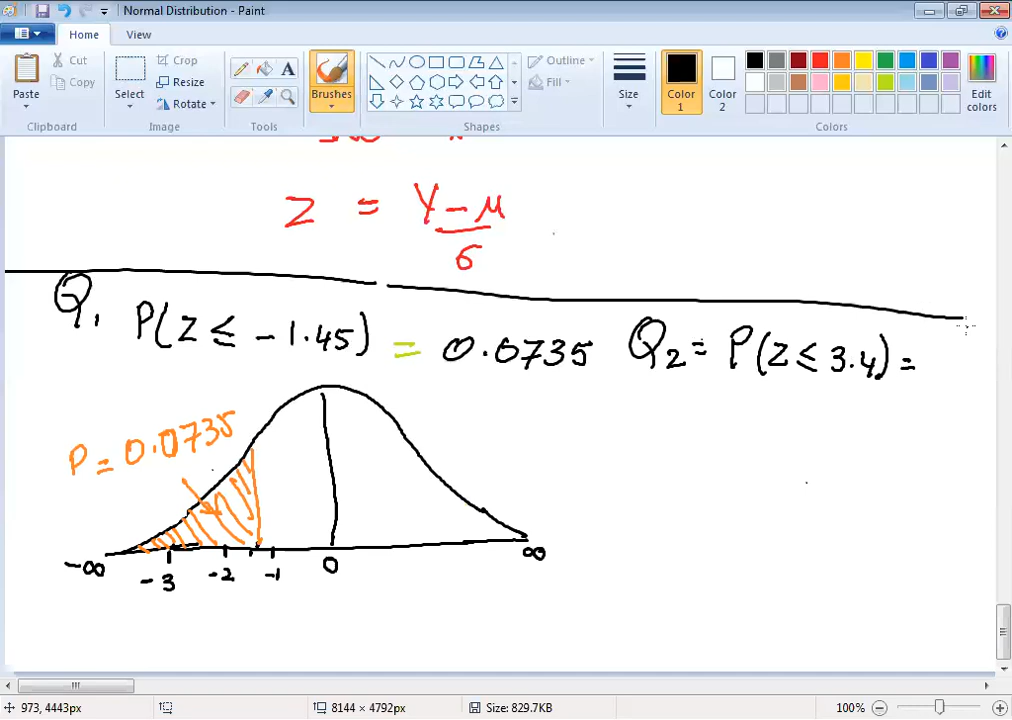 Normal Distribution - Paint
Home View
Paste
Cut
Copy
Clipboard
Select
Crop
Resize
Rotate
Image
A
Tools
Brushes
Outline
Fill
Shapes
Size
Color 1
Color 2
Edit colors
Colors
Z = Y - μ
6
Q1 P(Z ≤ -1.45) = 0.0735 Q2 = P(Z ≤ 3.4) =
P = 0.0735
-∞ -3 -2 -1 0 ∞
973, 4443px
8144 × 4792px
Size: 829.7KB
100%